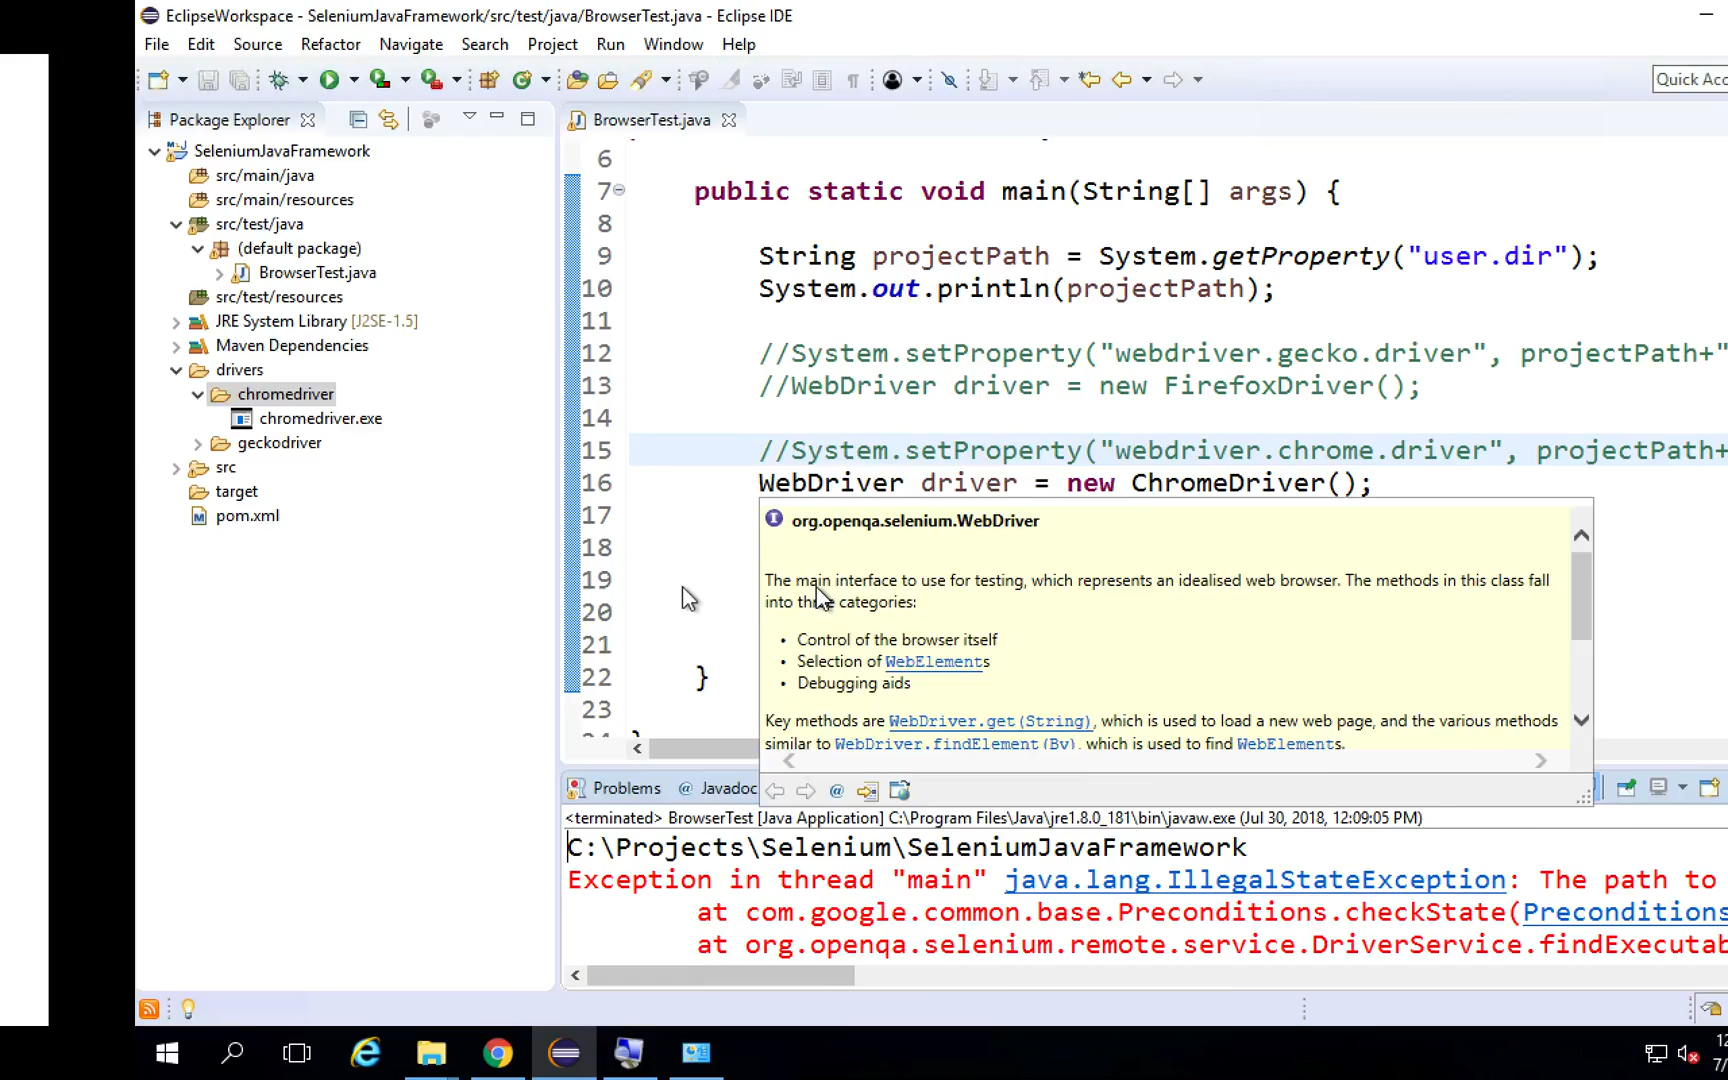 EclipseWorkspace - SeleniumJavaFramework/src/test/java/BrowserTest.java - Eclipse IDE
File Edit Source Refactor Navigate Search Project Run Window Help
Quick Acc
Package Explorer
BrowserTest.java
SeleniumJavaFramework
src/main/java
src/main/resources
src/test/java
(default package)
BrowserTest.java
src/test/resources
JRE System Library [J2SE-1.5]
Maven Dependencies
drivers
chromedriver
chromedriver.exe
geckodriver
src
target
pom.xml
6
7 public static void main(String[] args) {
8
9 String projectPath = System.getProperty("user.dir");
10 System.out.println(projectPath);
11
12 //System.setProperty("webdriver.gecko.driver", projectPath+"
13 //WebDriver driver = new FirefoxDriver();
14
15 //System.setProperty("webdriver.chrome.driver", projectPath+
16 WebDriver driver = new ChromeDriver();
17
18
19
20
21
22 }
23
org.openqa.selenium.WebDriver
The main interface to use for testing, which represents an idealised web browser. The methods in this class fall
into three categories:
• Control of the browser itself
• Selection of WebElements
• Debugging aids
Key methods are WebDriver.get(String), which is used to load a new web page, and the various methods
similar to WebDriver.findElement(By), which is used to find WebElements.
Problems @ Javadoc
<terminated> BrowserTest [Java Application] C:\Program Files\Java\jre1.8.0_181\bin\javaw.exe (Jul 30, 2018, 12:09:05 PM)
C:\Projects\Selenium\SeleniumJavaFramework
Exception in thread "main" java.lang.IllegalStateException: The path to
at com.google.common.base.Preconditions.checkState(Preconditions
at org.openqa.selenium.remote.service.DriverService.findExecutab
12
7/